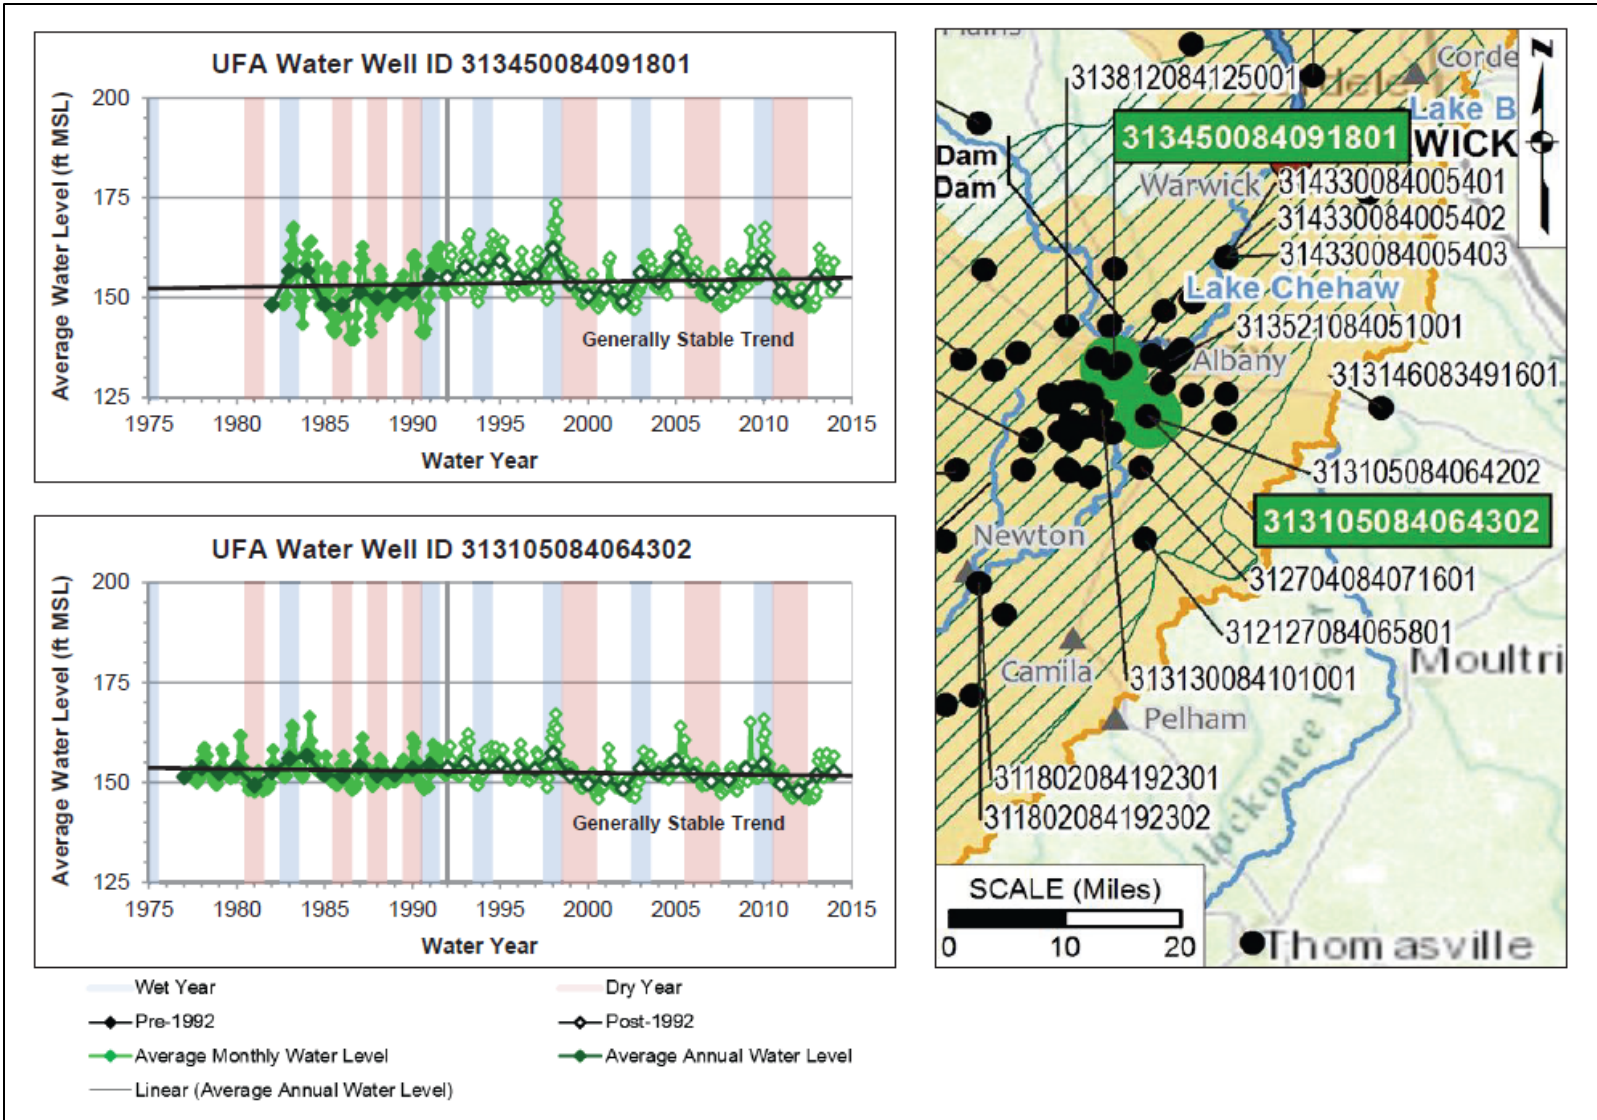 UFA Water Well ID 313450084091801
Average Water Level (ft MSL)
200
175
150
125
Generally Stable Trend
1975 1980 1985 1990 1995 2000 2005 2010 2015
Water Year
UFA Water Well ID 313105084064302
Average Water Level (ft MSL)
200
175
150
125
Generally Stable Trend
1975 1980 1985 1990 1995 2000 2005 2010 2015
Water Year
Wet Year
Dry Year
Pre-1992
Post-1992
Average Monthly Water Level
Average Annual Water Level
Linear (Average Annual Water Level)
Plains
Corde
N
313812084125001
Lake B
313450084091801
WICK
Dam
Dam
Warwick
314330084005401
314330084005402
314330084005403
Lake Chehaw
313521084051001
Albany
313146083491601
313105084064202
313105084064302
Newton
312704084071601
312127084065801
Moultri
Camila
313130084101001
Pelham
311802084192301
311802084192302
lockonee
SCALE (Miles)
0 10 20
Thomasville